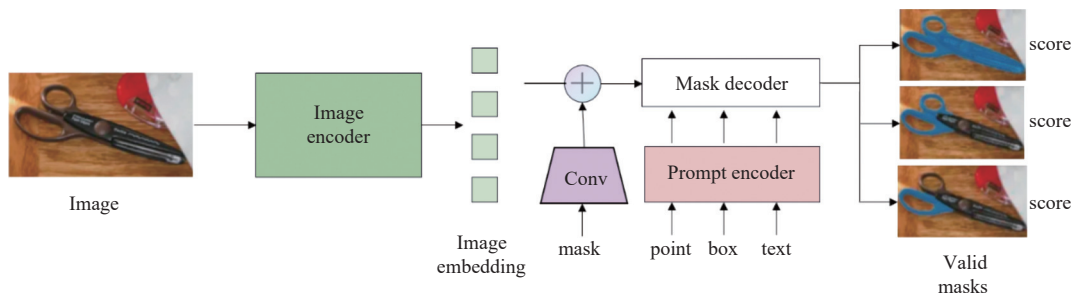 Image
Image
encoder
Image
embedding
+
Conv
mask
Mask decoder
Prompt encoder
point box text
score
score
score
Valid
masks